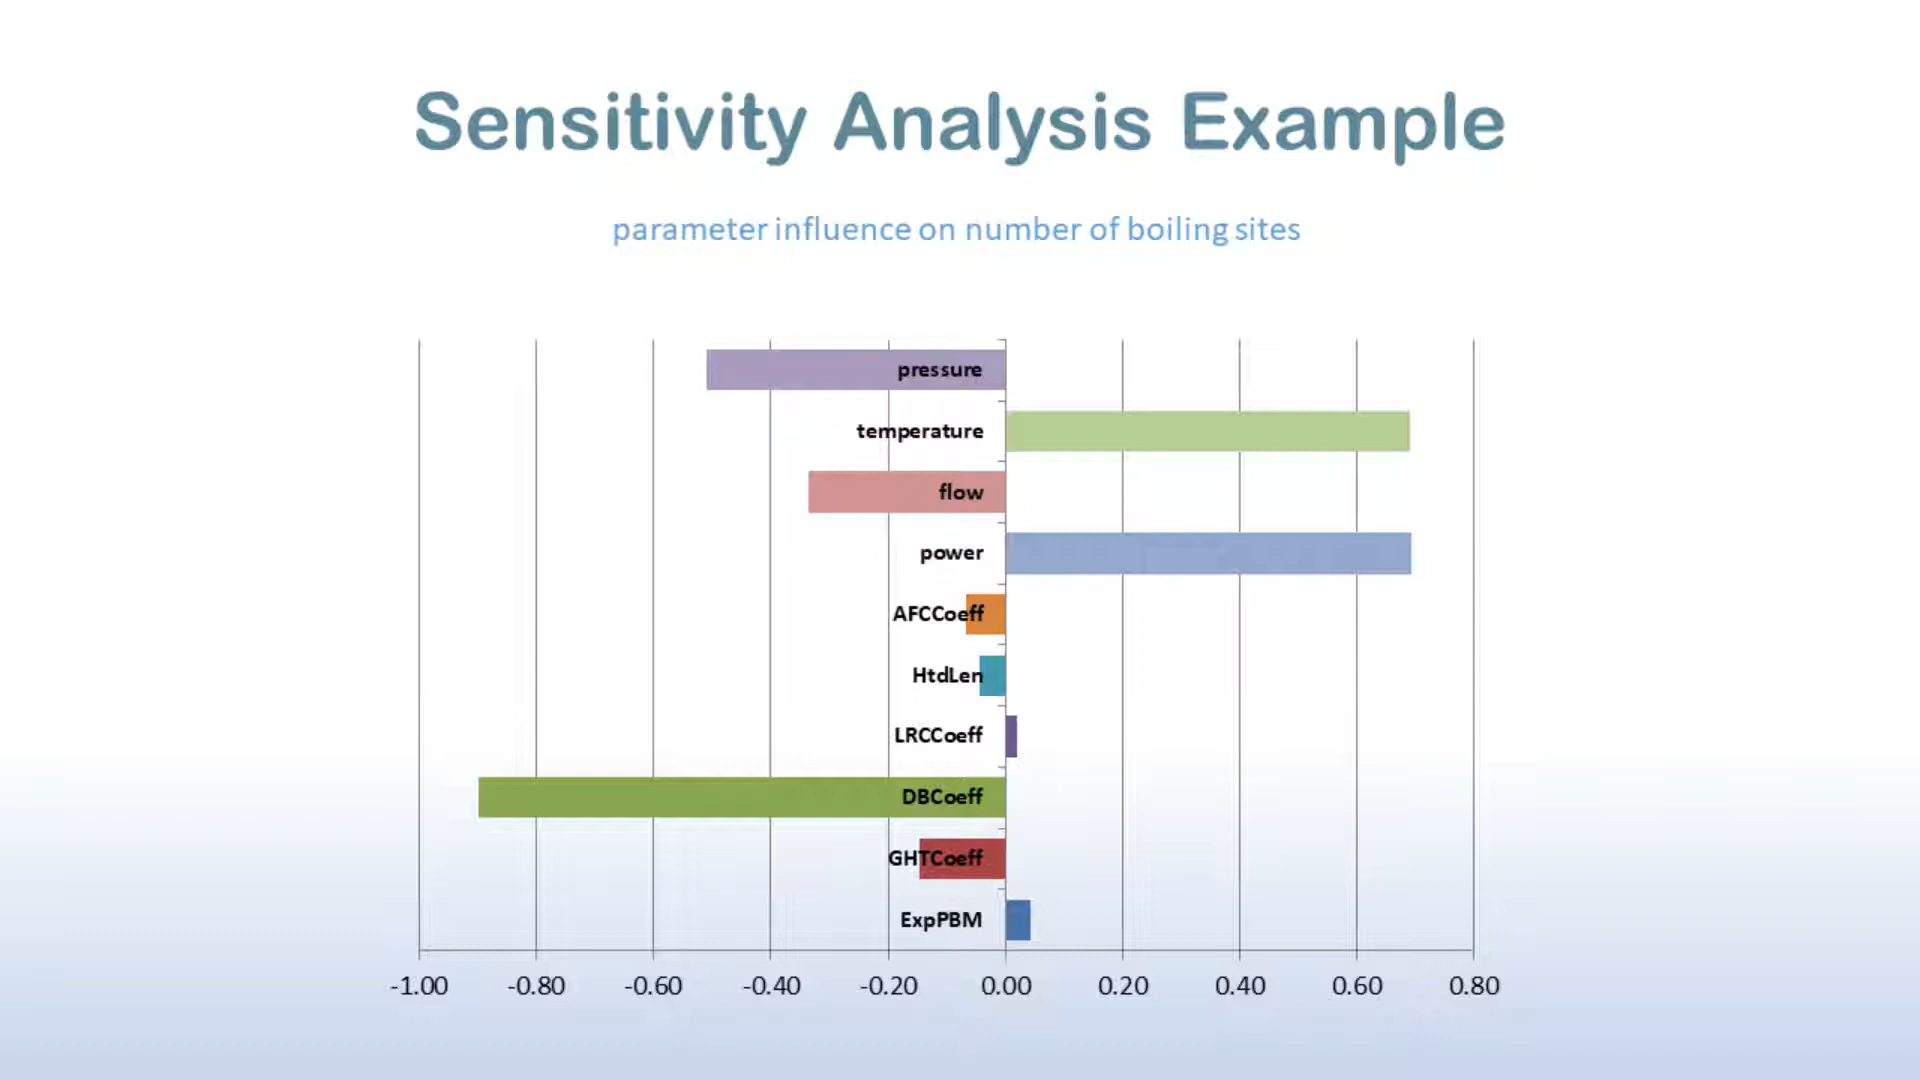 Sensitivity Analysis Example
parameter influence on number of boiling sites
pressure
temperature
flow
power
AFCCoeff
HtdLen
LRCCoeff
DBCoeff
GHTCoeff
ExpPBM
-1.00 -0.80 -0.60 -0.40 -0.20 0.00 0.20 0.40 0.60 0.80